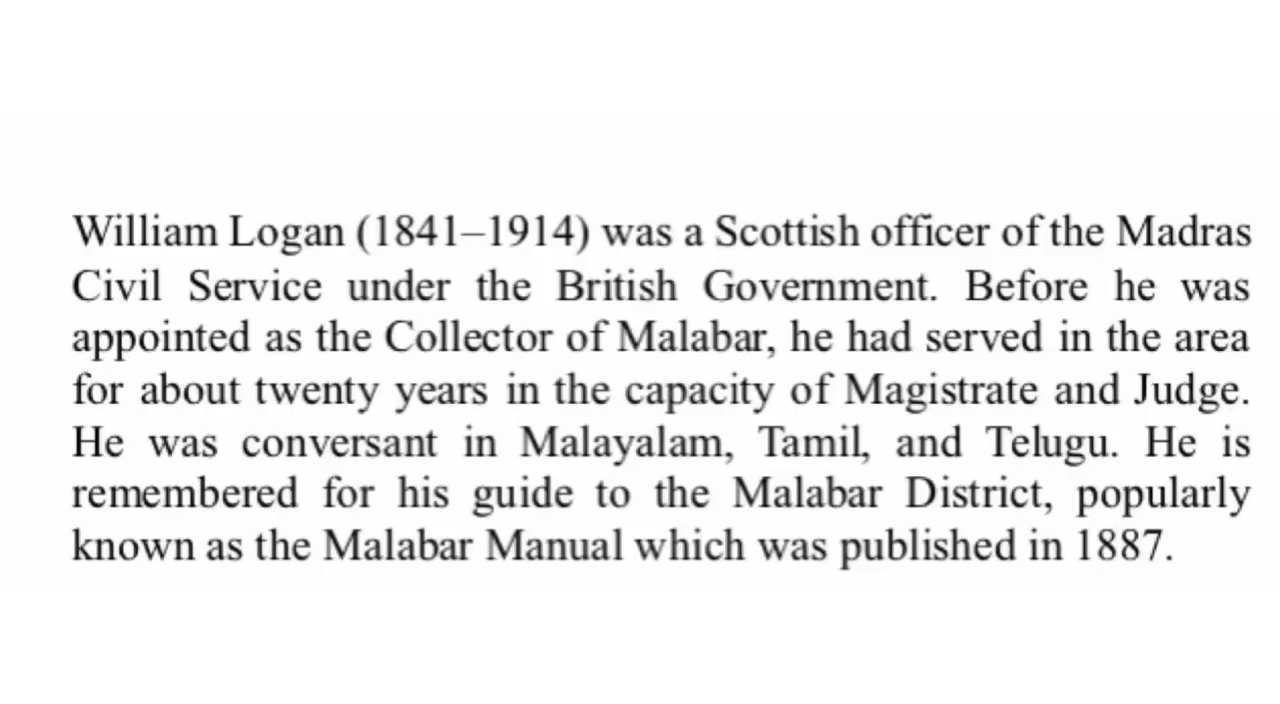 William Logan (1841–1914) was a Scottish officer of the Madras
Civil Service under the British Government. Before he was
appointed as the Collector of Malabar, he had served in the area
for about twenty years in the capacity of Magistrate and Judge.
He was conversant in Malayalam, Tamil, and Telugu. He is
remembered for his guide to the Malabar District, popularly
known as the Malabar Manual which was published in 1887.